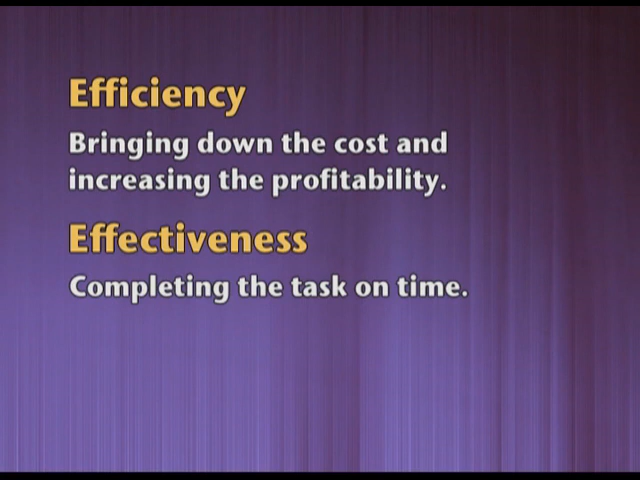 Efficiency
Bringing down the cost and
increasing the profitability.
Effectiveness
Completing the task on time.